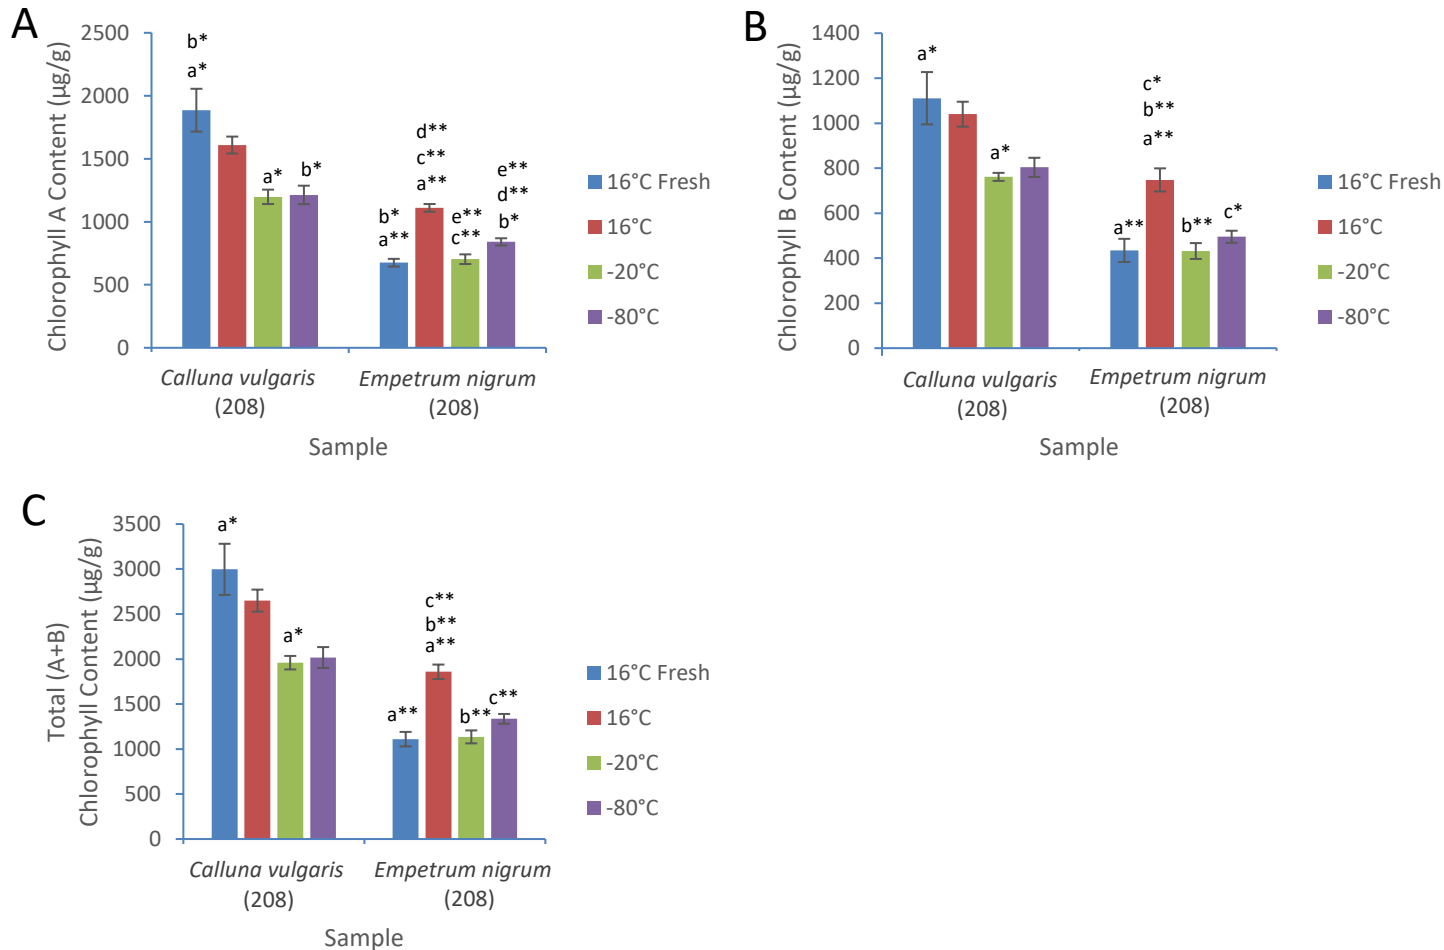 A
Chlorophyll A Content (µg/g)
2500
2000
1500
1000
500
0
b*
a*
a*
b*
b*
a**
d**
c**
a**
e**
c**
e**
d**
b*
Calluna vulgaris
(208)
Empetrum nigrum
(208)
Sample
16°C Fresh
16°C
-20°C
-80°C
B
Chlorophyll B Content (µg/g)
1400
1200
1000
800
600
400
200
0
a*
a*
a**
c*
b**
a**
b**
c*
Calluna vulgaris
(208)
Empetrum nigrum
(208)
Sample
16°C Fresh
16°C
-20°C
-80°C
C
Total (A+B)
Chlorophyll Content (µg/g)
3500
3000
2500
2000
1500
1000
500
0
a*
a*
a**
c**
b**
a**
b**
c**
Calluna vulgaris
(208)
Empetrum nigrum
(208)
Sample
16°C Fresh
16°C
-20°C
-80°C